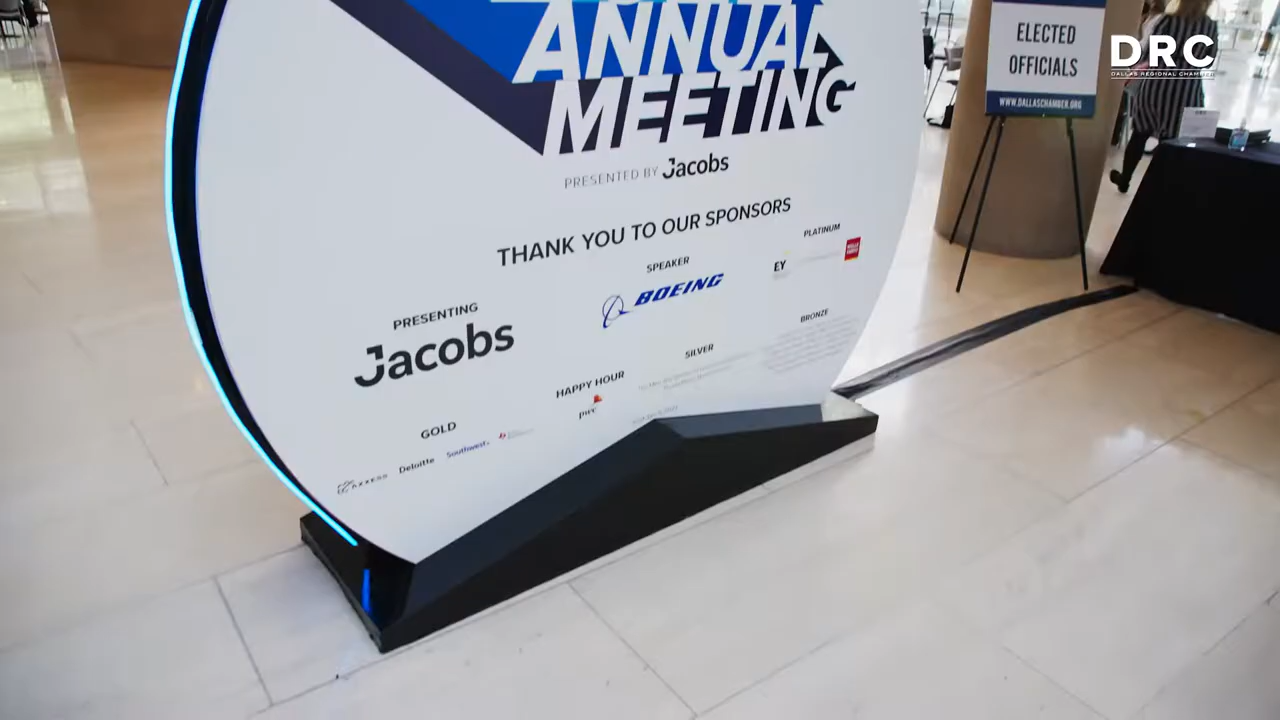 ANNUAL
MEETING
PRESENTED BY Jacobs
THANK YOU TO OUR SPONSORS
PRESENTING
Jacobs
SPEAKER
BOEING
PLATINUM
EY
GOLD
AXXESS
Deloitte
Southwest
HAPPY HOUR
pwc
SILVER
BRONZE
ELECTED
OFFICIALS
WWW.DALLASCHAMBER.ORG
DRC
DALLAS REGIONAL CHAMBER